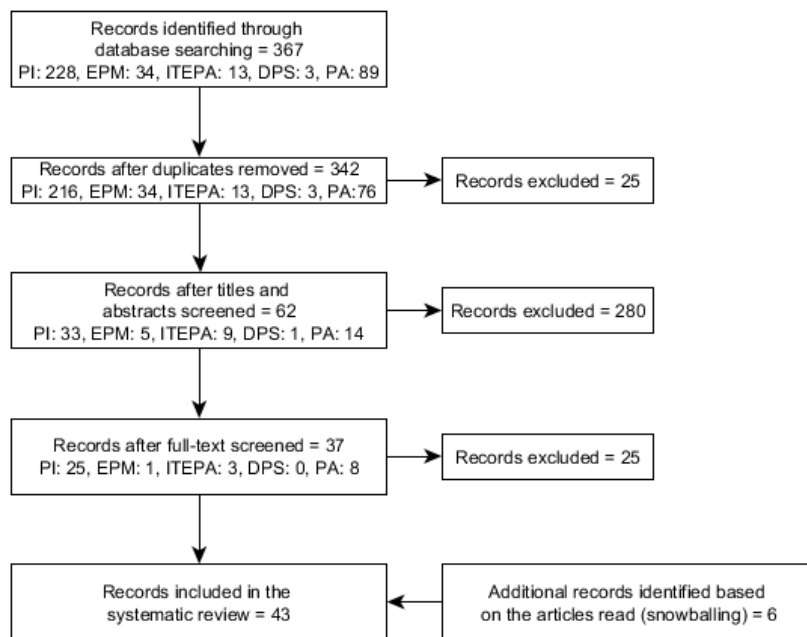 Records identified through
database searching = 367
PI: 228, EPM: 34, ITEPA: 13, DPS: 3, PA: 89
Records after duplicates removed = 342
PI: 216, EPM: 34, ITEPA: 13, DPS: 3, PA:76
Records excluded = 25
Records after titles and
abstracts screened = 62
PI: 33, EPM: 5, ITEPA: 9, DPS: 1, PA: 14
Records excluded = 280
Records after full-text screened = 37
PI: 25, EPM: 1, ITEPA: 3, DPS: 0, PA: 8
Records excluded = 25
Records included in the
systematic review = 43
Additional records identified based
on the articles read (snowballing) = 6